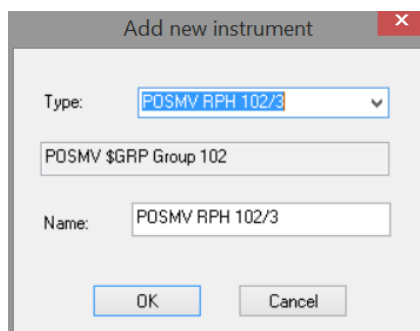 Add new instrument
Type: POSMV RPH 102/3
POSMV $GRP Group 102
Name: POSMV RPH 102/3
OK Cancel